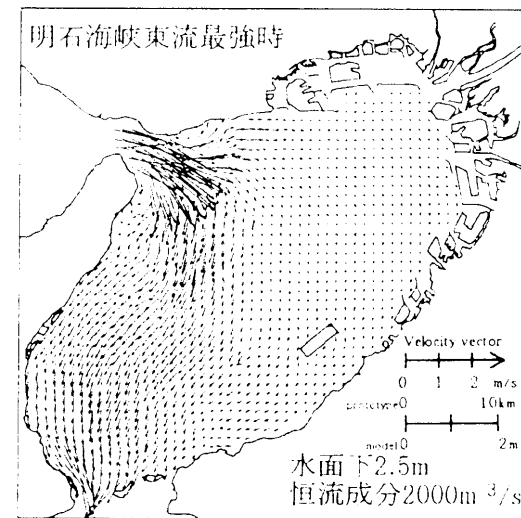 明石海峡東流最強時
Velocity vector
0 1 2 m/s
prototype 0 10km
model 0 2m
水面下2.5m
恒流成分2000m³/s